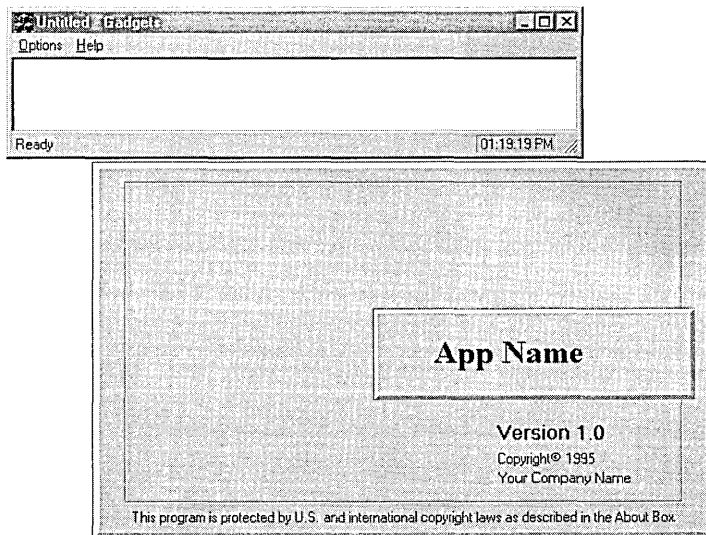 Untitled - Gadgets
Options Help
Ready 01:19:19 PM
App Name
Version 1.0
Copyright© 1995
Your Company Name
This program is protected by U.S. and international copyright laws as described in the About Box.